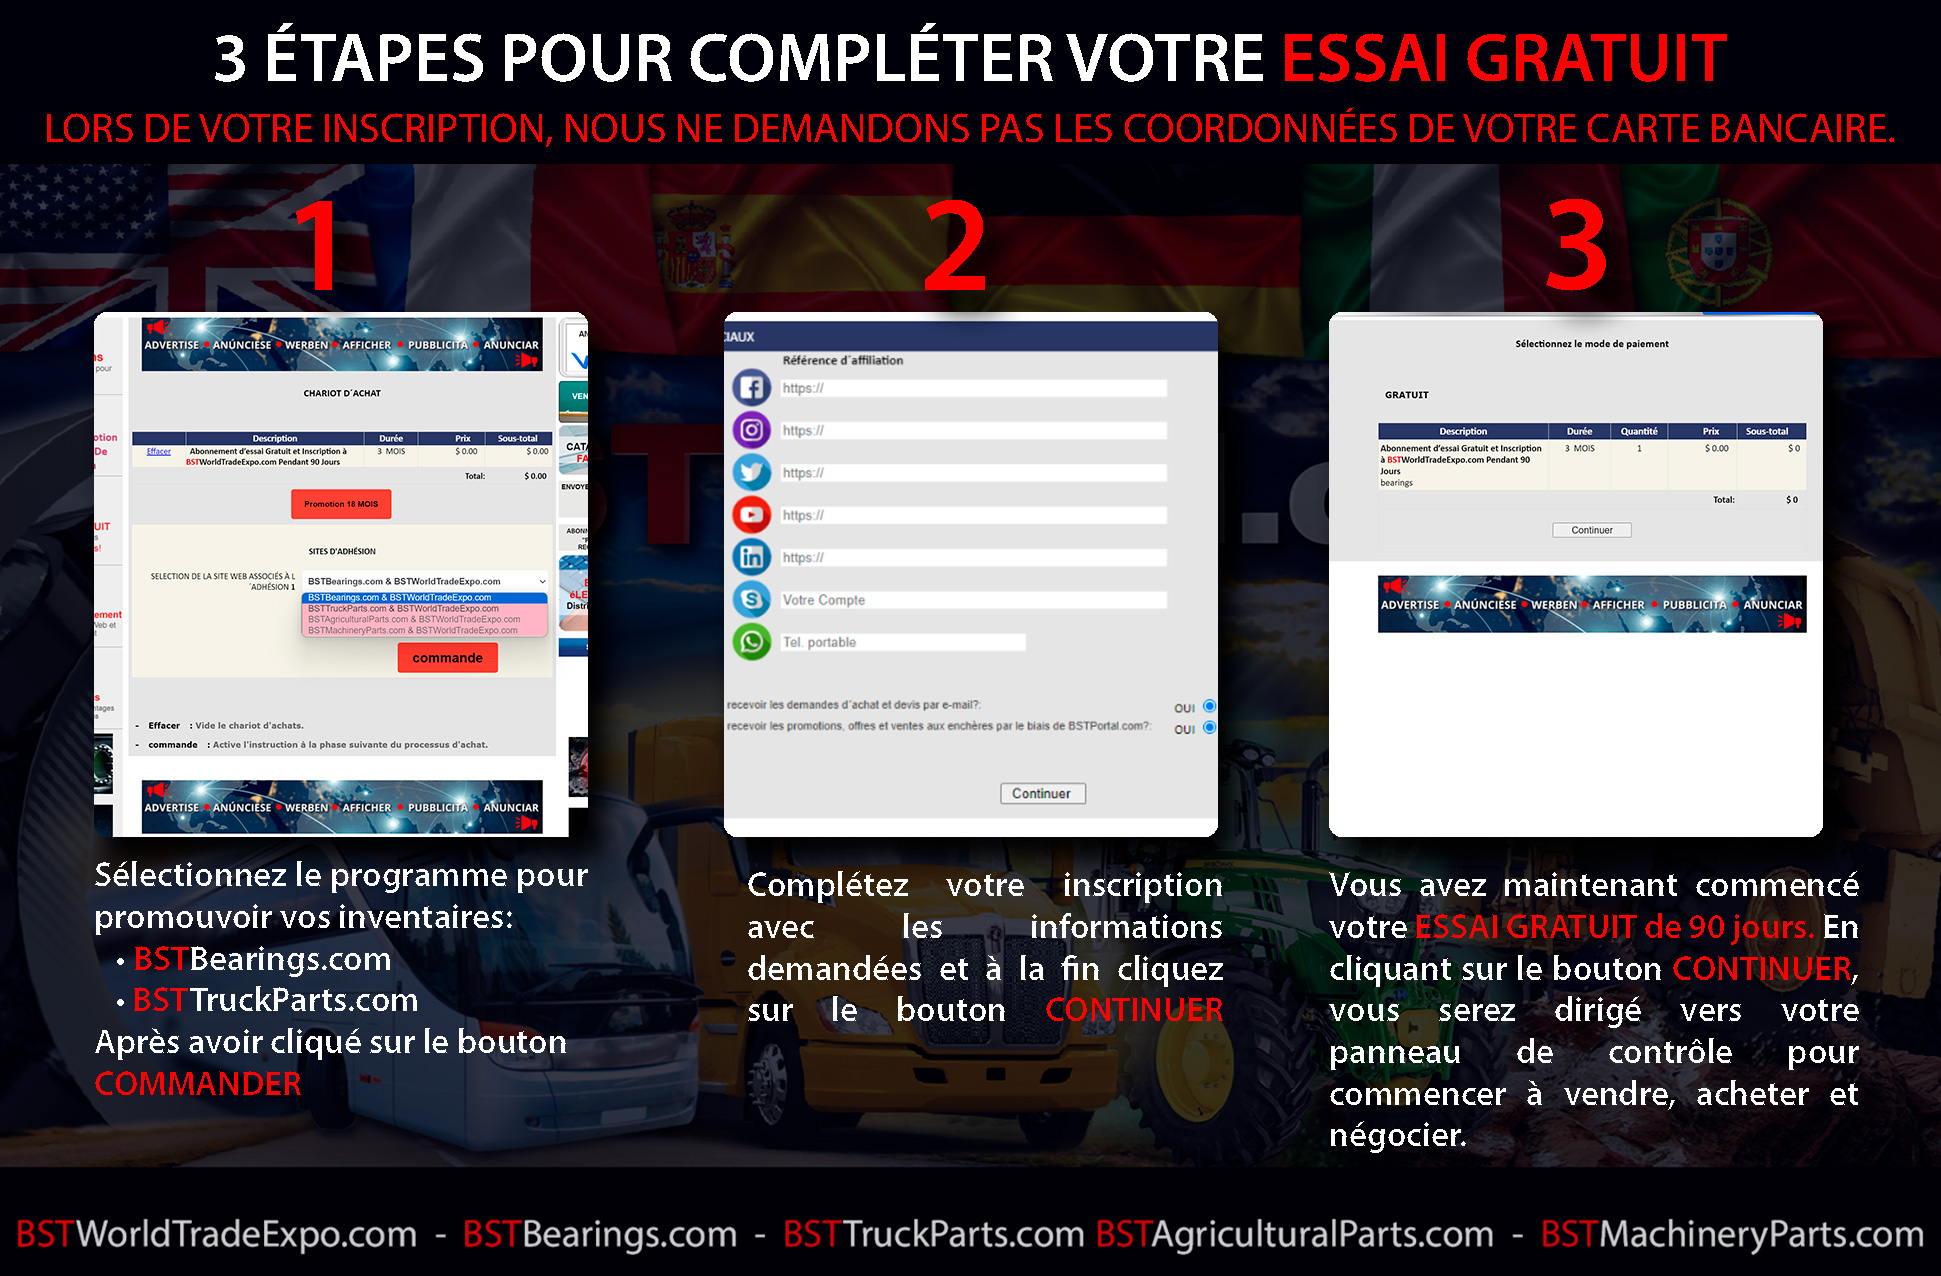 3 ÉTAPES POUR COMPLÉTER VOTRE ESSAI GRATUIT
LORS DE VOTRE INSCRIPTION, NOUS NE DEMANDONS PAS LES COORDONNÉES DE VOTRE CARTE BANCAIRE.
1
ADVERTISE • ANÚNCIESE • WERBEN • AFFICHER • PUBBLICITA • ANUNCIAR
CHARIOT D´ACHAT
Description Durée Prix Sous-total
Effacer Abonnement d'essai Gratuit et Inscription à 3 MOIS $ 0.00 $ 0.00
BSTWorldTradeExpo.com Pendant 90 Jours
Total: $ 0.00
Promotion 18 MOIS
SITES D'ADHÉSION
SELECTION DE LA SITE WEB ASSOCIÉS À L
´ADHÉSION 1
BSTBearings.com & BSTWorldTradeExpo.com
BSTBearings.com & BSTWorldTradeExpo.com
BSTTruckParts.com & BSTWorldTradeExpo.com
BSTAgriculturalParts.com & BSTWorldTradeExpo.com
BSTMachineryParts.com & BSTWorldTradeExpo.com
commande
- Effacer : Vide le chariot d'achats.
- commande : Active l'instruction à la phase suivante du processus d'achat.
ADVERTISE • ANÚNCIESE • WERBEN • AFFICHER • PUBBLICITA • ANUNCIAR
Sélectionnez le programme pour
promouvoir vos inventaires:
• BSTBearings.com
• BSTTruckParts.com
Après avoir cliqué sur le bouton
COMMANDER
2
CIAUX
Référence d´affiliation
https://
https://
https://
https://
https://
Votre Compte
Tel. portable
recevoir les demandes d´achat et devis par e-mail?: OUI
recevoir les promotions, offres et ventes aux enchères par le biais de BSTPortal.com?: OUI
Continuer
Complétez votre inscription
avec les informations
demandées et à la fin cliquez
sur le bouton CONTINUER
3
Sélectionnez le mode de paiement
GRATUIT
Description Durée Quantité Prix Sous-total
Abonnement d'essai Gratuit et Inscription 3 MOIS 1 $ 0.00 $ 0
à BSTWorldTradeExpo.com Pendant 90
Jours
bearings
Total: $ 0
Continuer
ADVERTISE • ANÚNCIESE • WERBEN • AFFICHER • PUBBLICITA • ANUNCIAR
Vous avez maintenant commencé
votre ESSAI GRATUIT de 90 jours. En
cliquant sur le bouton CONTINUER,
vous serez dirigé vers votre
panneau de contrôle pour
commencer à vendre, acheter et
négocier.
BSTWorldTradeExpo.com - BSTBearings.com - BSTTruckParts.com BSTAgriculturalParts.com - BSTMachineryParts.com